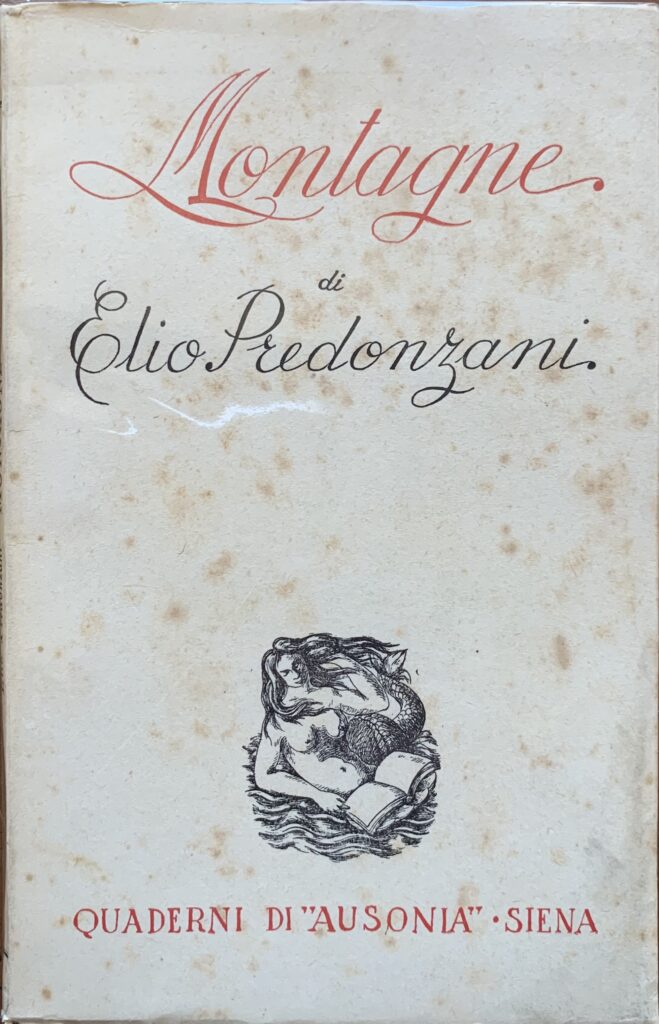 Montagne.
di
Elio Predonzani.
QUADERNI DI "AUSONIA" · SIENA